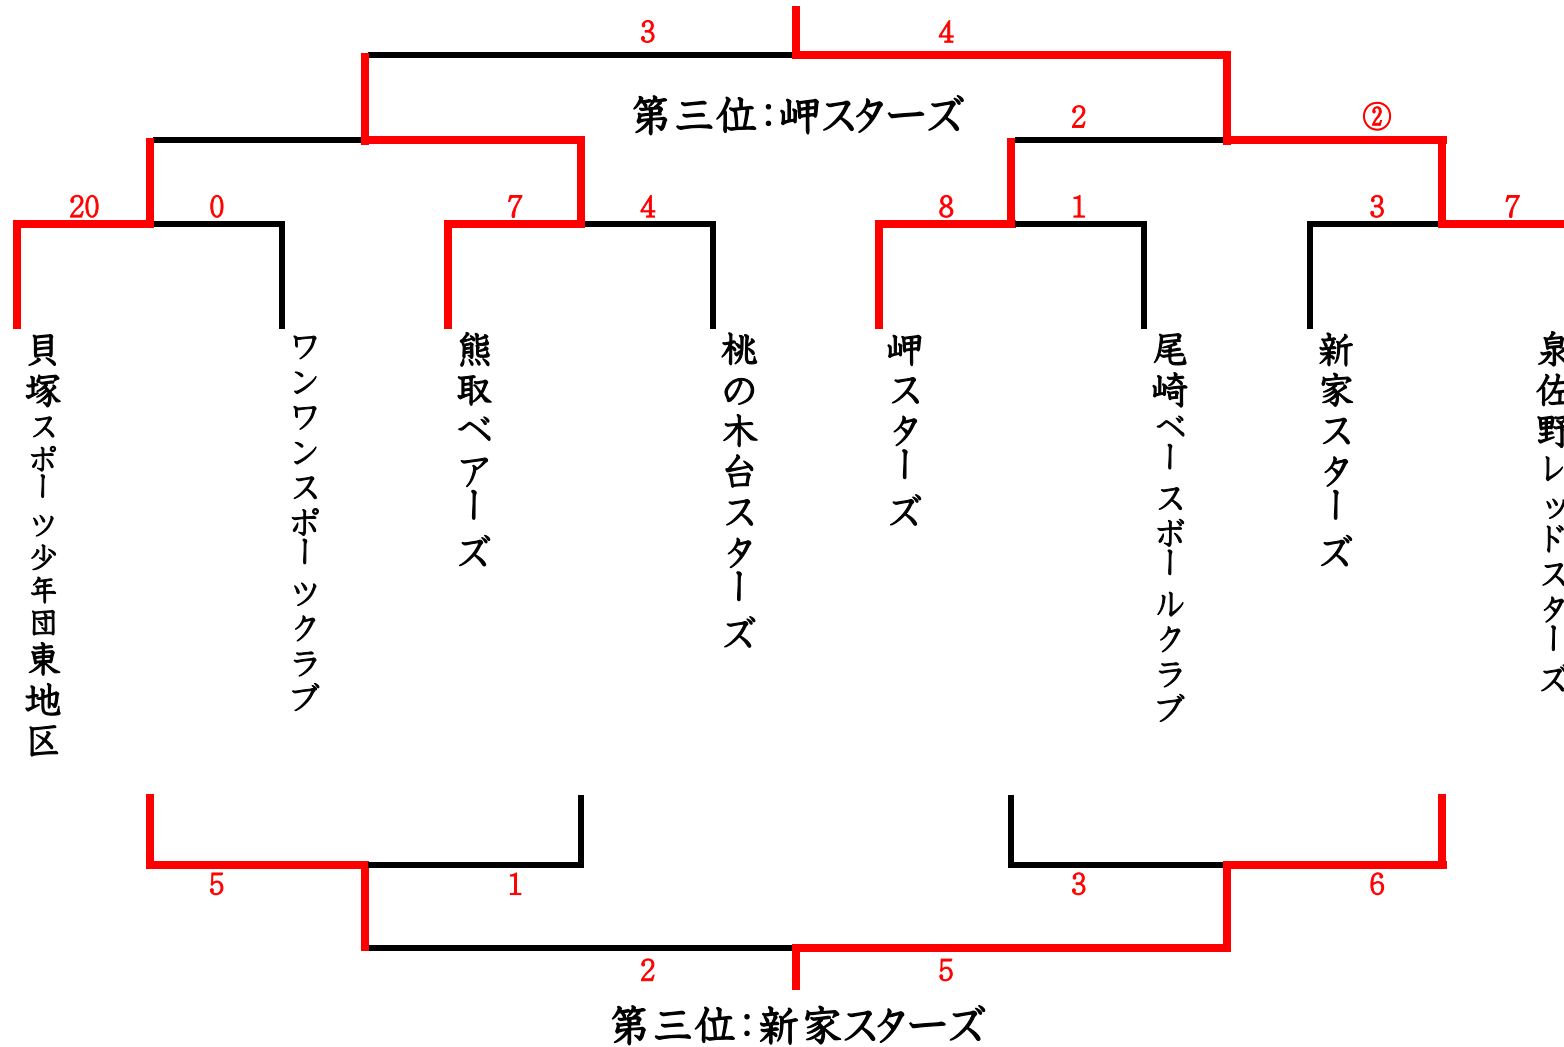 3
4
第三位:岬スターズ
2
②
20
0
7
4
8
1
3
7
貝塚スポーツ少年団東地区
ワンワンスポーツクラブ
熊取ベアーズ
桃の木台スターズ
岬スターズ
尾崎ベースボールクラブ
新家スターズ
泉佐野レッドスターズ
5
1
3
6
2
5
第三位:新家スターズ